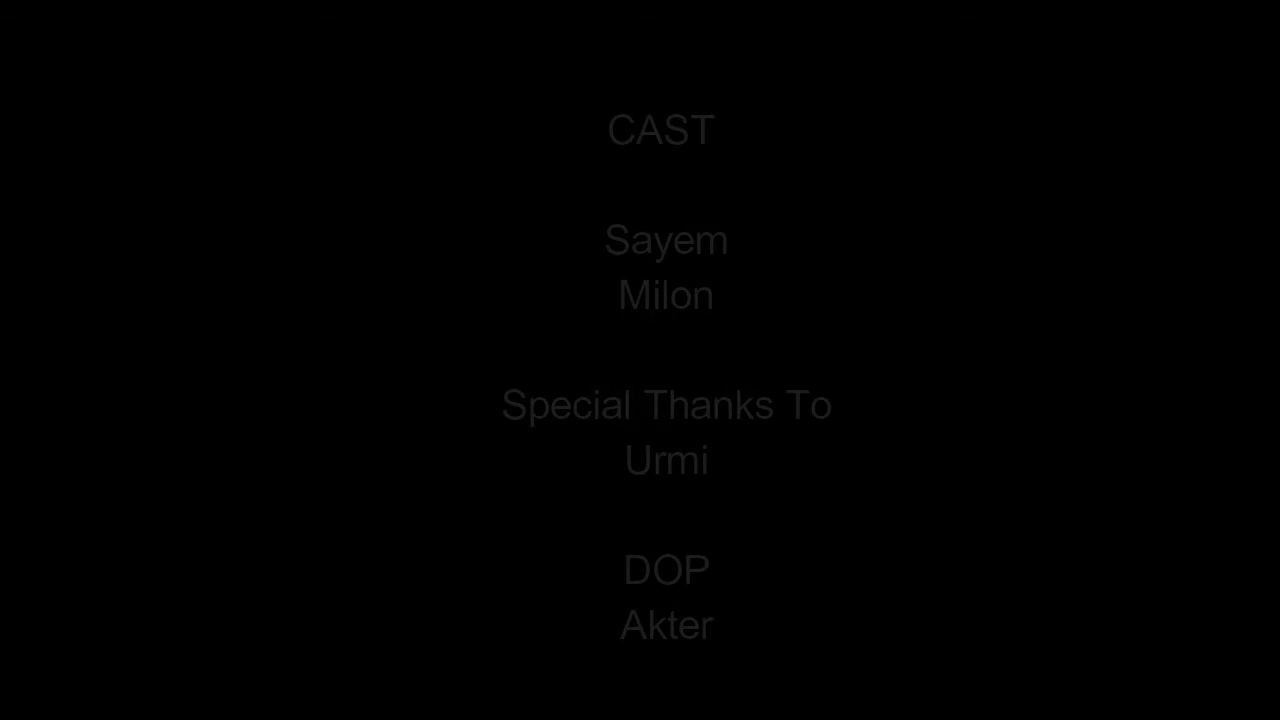 CAST
Sayem
Milon
Special Thanks To
Urmi
DOP
Akter